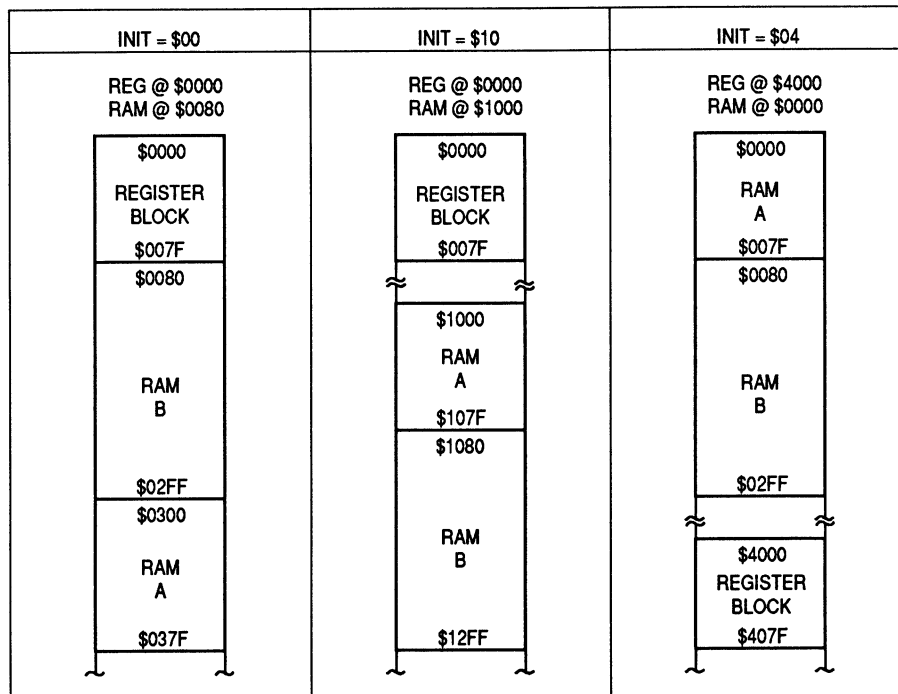 INIT = $00
REG @ $0000
RAM @ $0080
$0000
REGISTER
BLOCK
$007F
$0080
RAM
B
$02FF
$0300
RAM
A
$037F
INIT = $10
REG @ $0000
RAM @ $1000
$0000
REGISTER
BLOCK
$007F
$1000
RAM
A
$107F
$1080
RAM
B
$12FF
INIT = $04
REG @ $4000
RAM @ $0000
$0000
RAM
A
$007F
$0080
RAM
B
$02FF
$4000
REGISTER
BLOCK
$407F